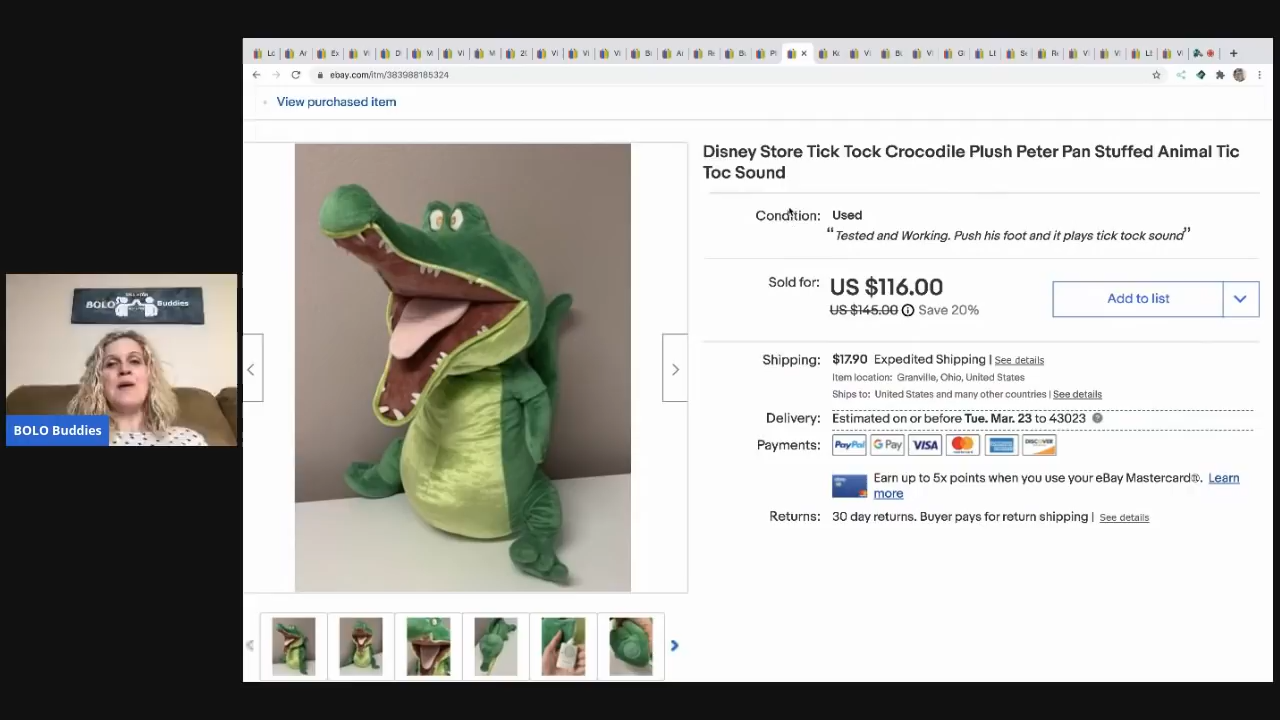 ebay.com/itm/383988185324
View purchased item
Disney Store Tick Tock Crocodile Plush Peter Pan Stuffed Animal Tic
Toc Sound
Condition: Used
“Tested and Working. Push his foot and it plays tick tock sound”
Sold for: US $116.00
US $145.00 Save 20%
Add to list
Shipping: $17.90 Expedited Shipping | See details
Item location: Granville, Ohio, United States
Ships to: United States and many other countries | See details
Delivery: Estimated on or before Tue. Mar. 23 to 43023
Payments: PayPal G Pay VISA
DISCOVER
Earn up to 5x points when you use your eBay Mastercard®. Learn
more
Returns: 30 day returns. Buyer pays for return shipping | See details
BOLO Buddies
BOLO Buddies